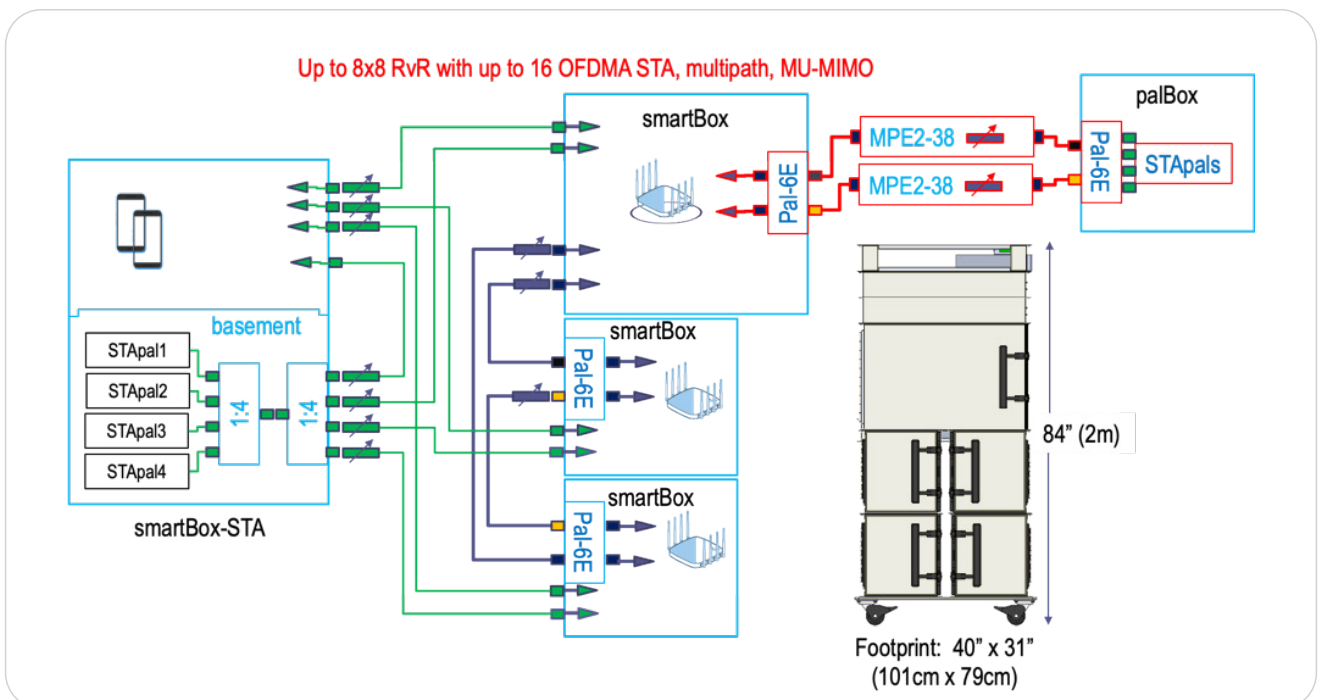 Up to 8x8 RvR with up to 16 OFDMA STA, multipath, MU-MIMO
smartBox
palBox
MPE2-38
MPE2-38
Pal-6E
Pal-6E
STApals
basement
STApal1
STApal2
STApal3
STApal4
1:4
1:4
smartBox-STA
smartBox
Pal-6E
smartBox
Pal-6E
84” (2m)
Footprint: 40” x 31”
(101cm x 79cm)